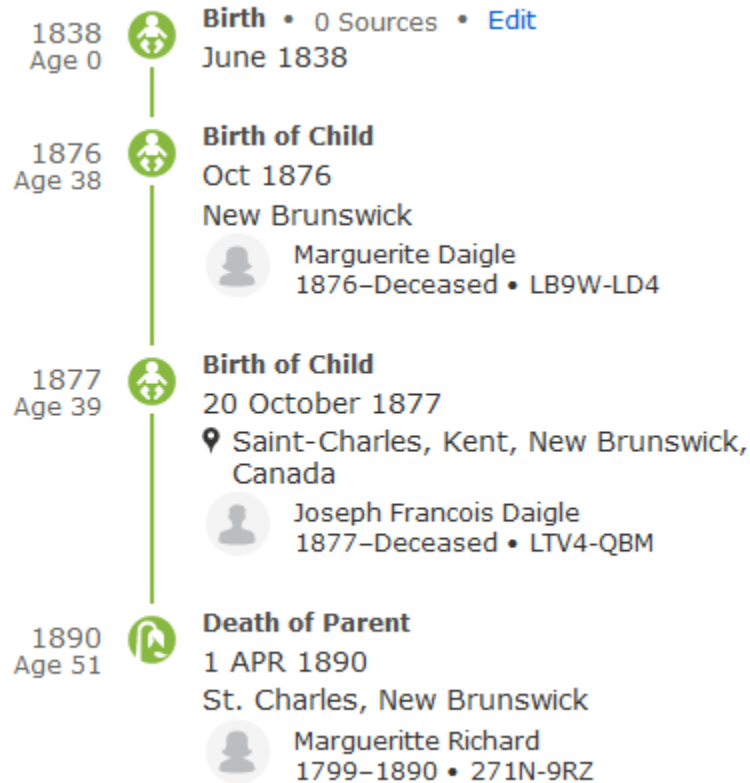 1838
Age 0
Birth • 0 Sources • Edit
June 1838
1876
Age 38
Birth of Child
Oct 1876
New Brunswick
Marguerite Daigle
1876–Deceased • LB9W-LD4
1877
Age 39
Birth of Child
20 October 1877
Saint-Charles, Kent, New Brunswick,
Canada
Joseph Francois Daigle
1877–Deceased • LTV4-QBM
1890
Age 51
Death of Parent
1 APR 1890
St. Charles, New Brunswick
Margueritte Richard
1799–1890 • 271N-9RZ